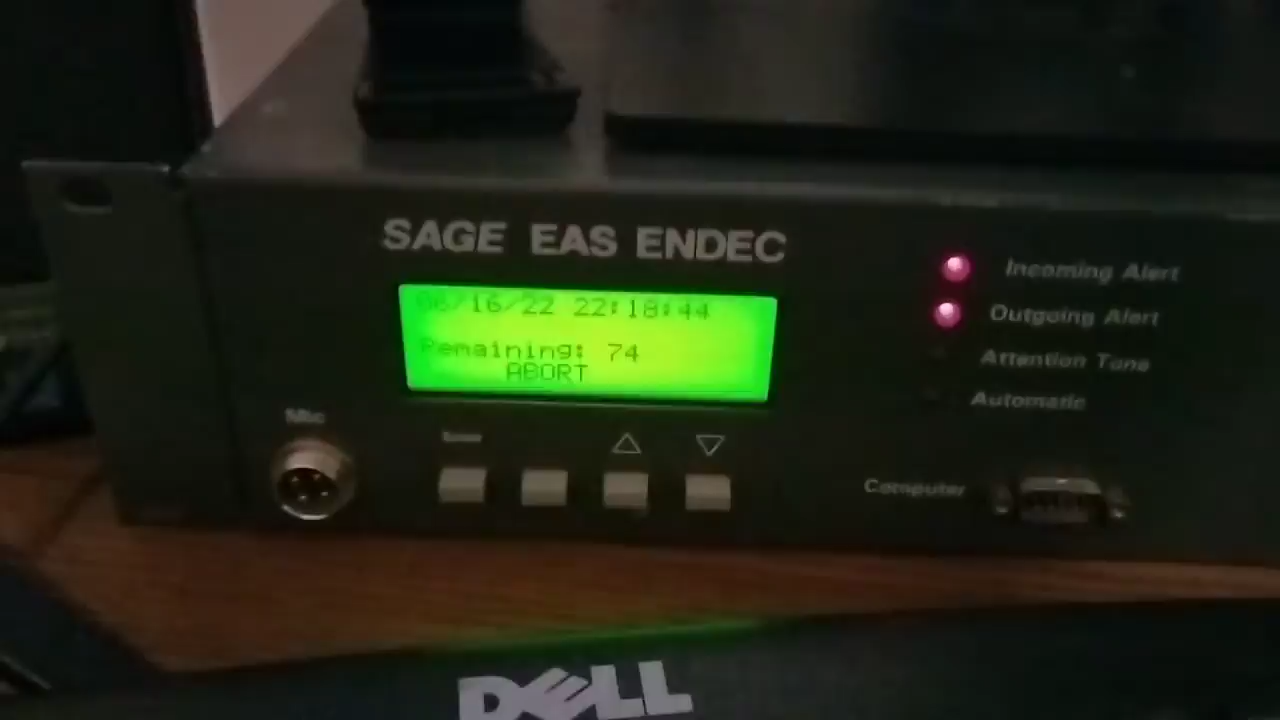 SAGE EAS ENDEC
06/16/22 22:18:44
Remaining: 74
ABORT
Incoming Alert
Outgoing Alert
Attention Tone
Automatic
Mic
Computer
DELL